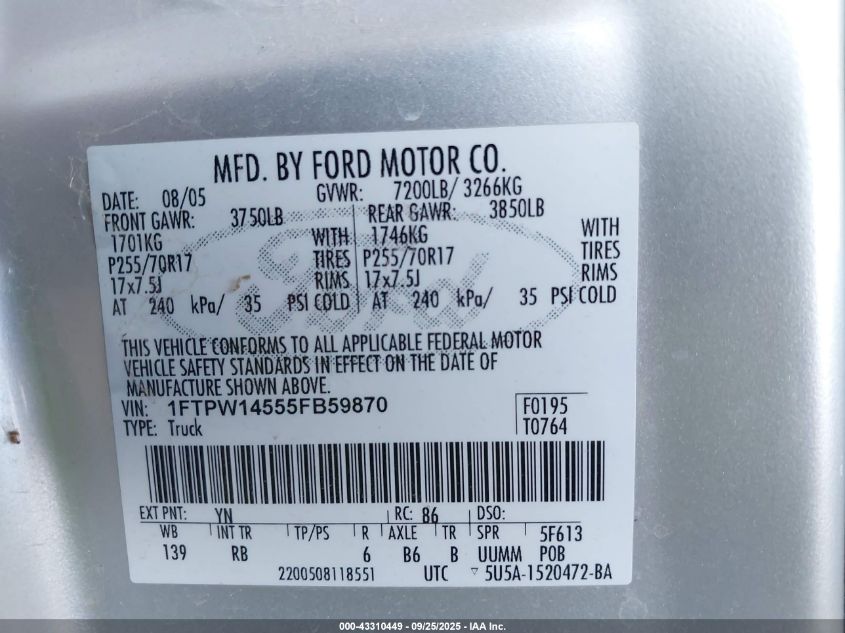 MFD. BY FORD MOTOR CO.
DATE: 08/05 GVWR: 7200LB/ 3266KG
FRONT GAWR: 3750LB REAR GAWR: 3850LB
1701KG WITH 1746KG WITH
P255/70R17 TIRES P255/70R17 TIRES
17x7.5J RIMS 17x7.5J RIMS
AT 240 kPa/ 35 PSI COLD AT 240 kPa/ 35 PSI COLD
Ford
THIS VEHICLE CONFORMS TO ALL APPLICABLE FEDERAL MOTOR
VEHICLE SAFETY STANDARDS IN EFFECT ON THE DATE OF
MANUFACTURE SHOWN ABOVE.
VIN: 1FTPW14555FB59870 F0195
TYPE: Truck T0764
EXT PNT: YN RC: 86 DSO:
WB INT TR TP/PS R AXLE TR SPR 5F613
139 RB 6 B6 B UUMM POB
2200508118551 UTC ▽ 5U5A-1520472-BA
000-43310449 - 09/25/2025 - IAA Inc.